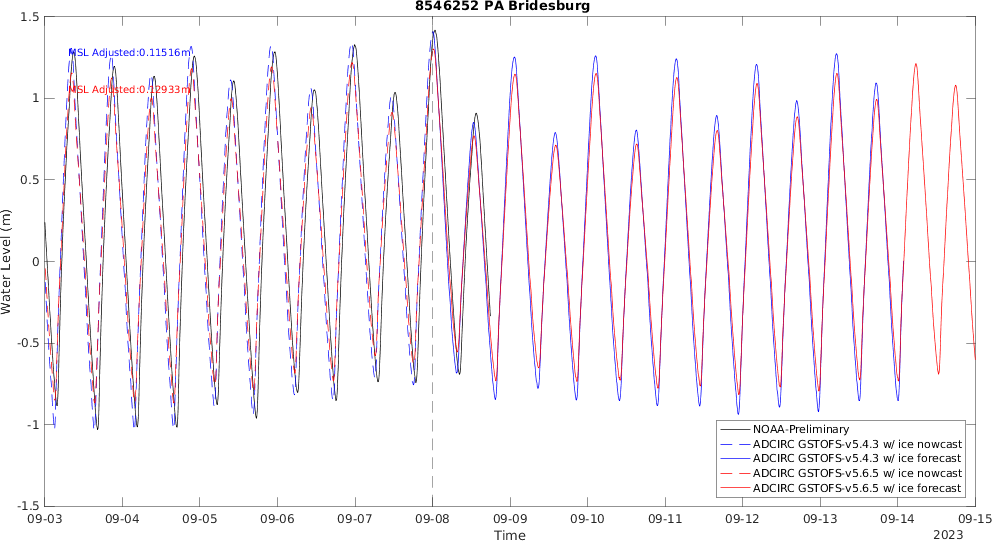 8546252 PA Bridesburg
1.5
1
0.5
0
-0.5
-1
-1.5
Water Level (m)
MSL Adjusted:0.11516m
MSL Adjusted:0.12933m
NOAA-Preliminary
ADCIRC GSTOFS-v5.4.3 w/ ice nowcast
ADCIRC GSTOFS-v5.4.3 w/ ice forecast
ADCIRC GSTOFS-v5.6.5 w/ ice nowcast
ADCIRC GSTOFS-v5.6.5 w/ ice forecast
09-03 09-04 09-05 09-06 09-07 09-08 09-09 09-10 09-11 09-12 09-13 09-14 09-15
Time
2023